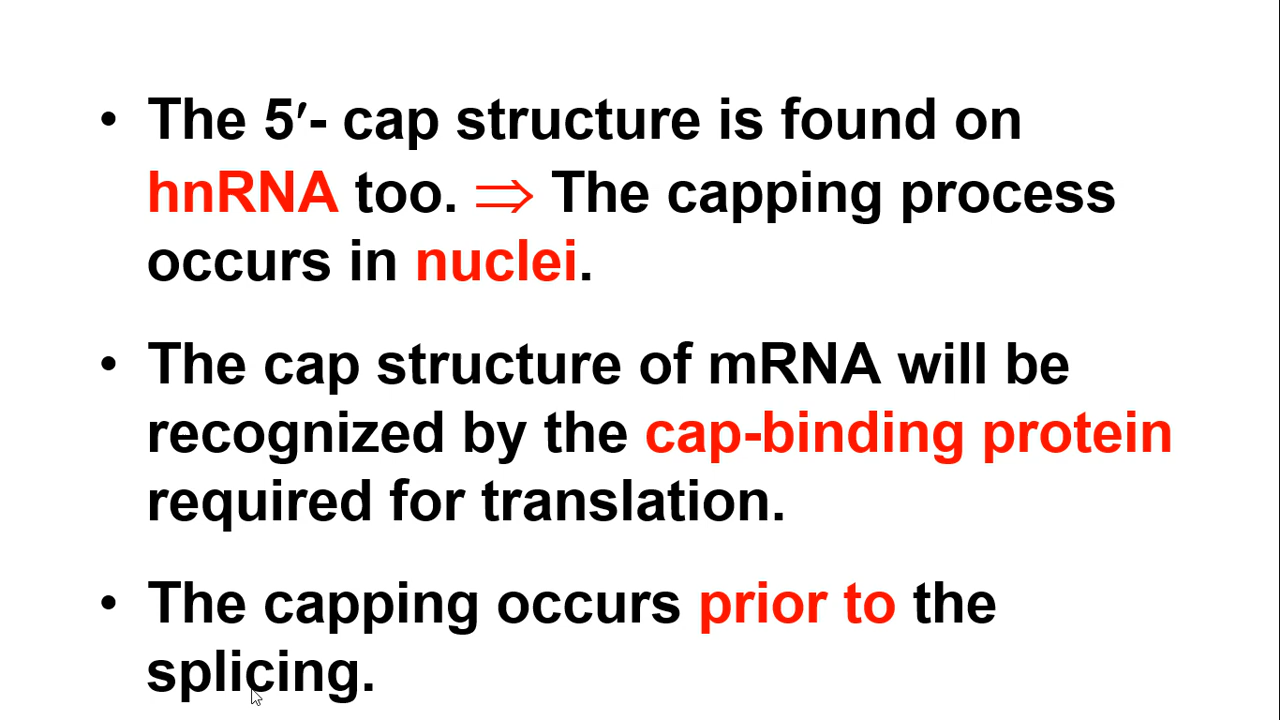 • The 5′- cap structure is found on
hnRNA too. ⇒ The capping process
occurs in nuclei.
• The cap structure of mRNA will be
recognized by the cap-binding protein
required for translation.
• The capping occurs prior to the
splicing.